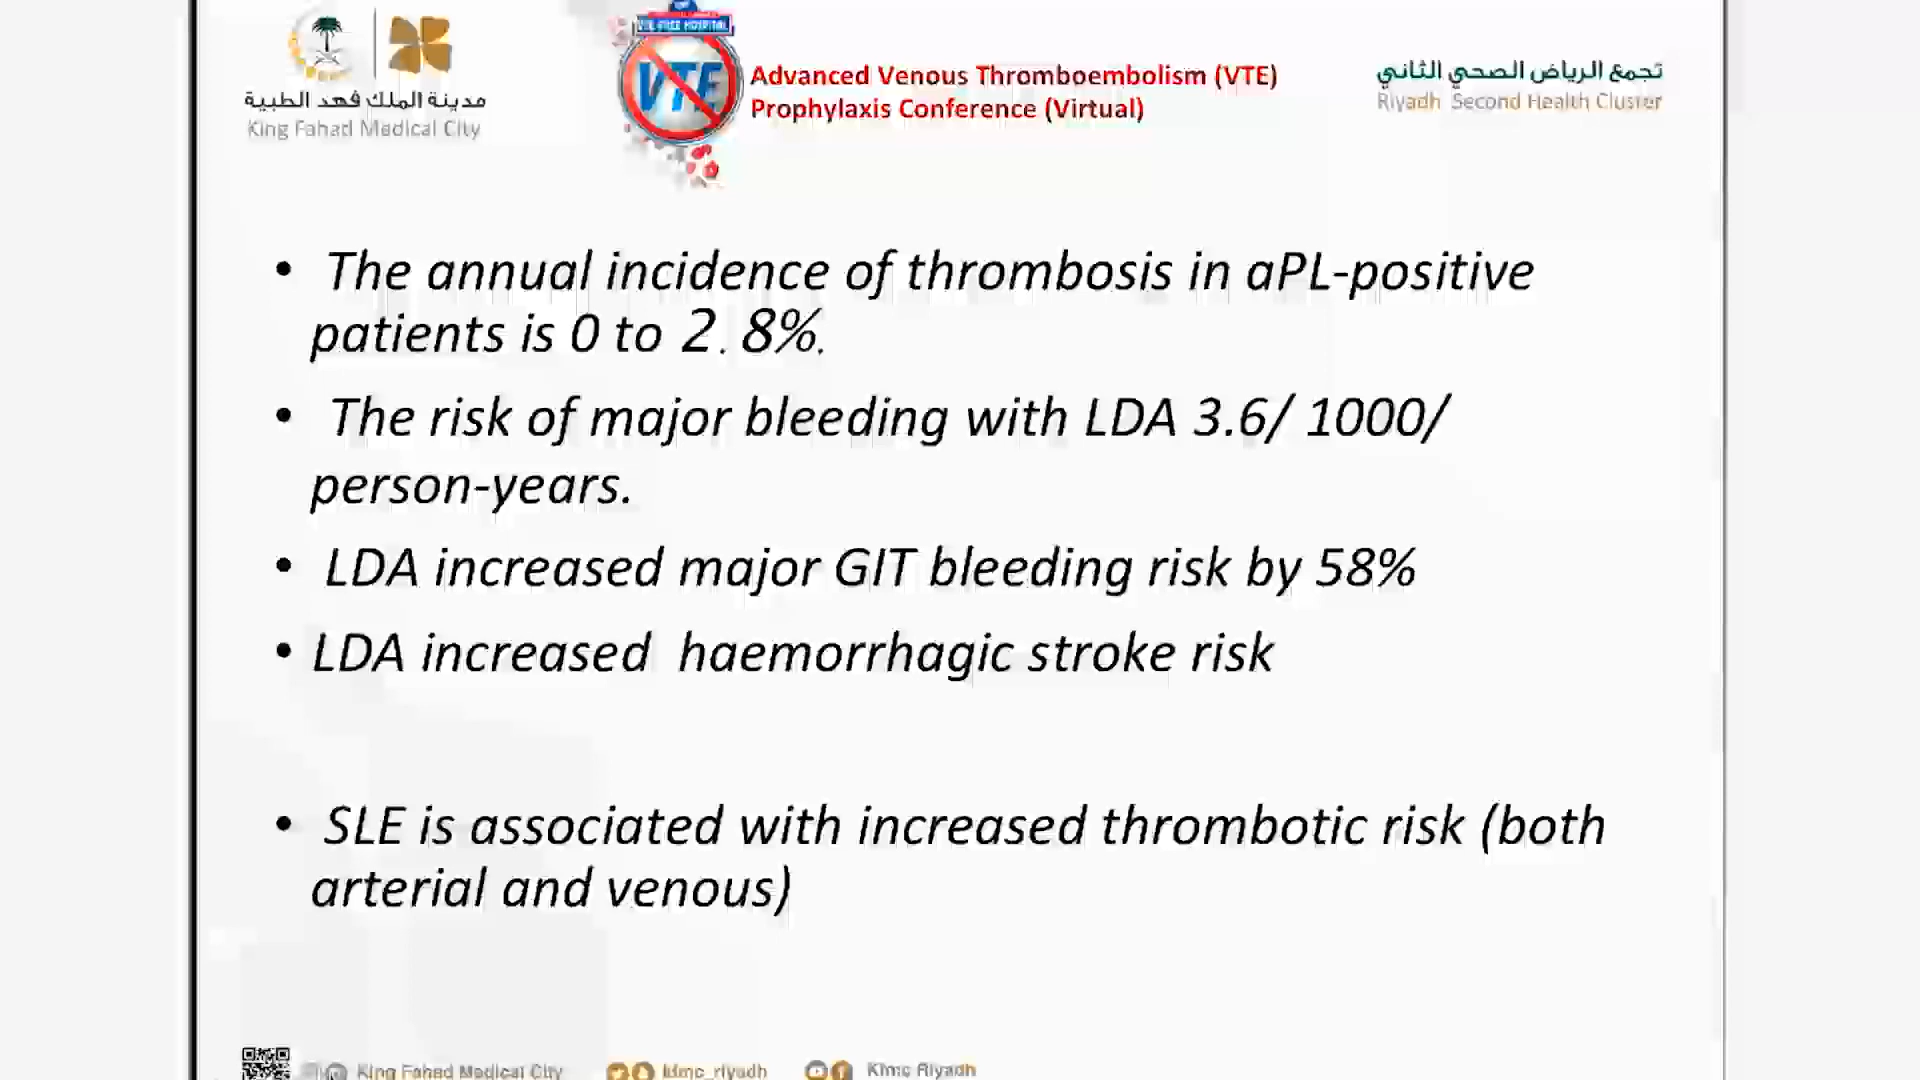 مدينة الملك فهد الطبية
King Fahad Medical City
VTE FREE HOSPITAL
VTE
Advanced Venous Thromboembolism (VTE)
Prophylaxis Conference (Virtual)
تجمع الرياض الصحي الثاني
Riyadh Second Health Cluster
• The annual incidence of thrombosis in aPL-positive
patients is 0 to 2.8%.
• The risk of major bleeding with LDA 3.6/ 1000/
person-years.
• LDA increased major GIT bleeding risk by 58%
• LDA increased haemorrhagic stroke risk
• SLE is associated with increased thrombotic risk (both
arterial and venous)
King Fahad Medical City
kfmc_riyadh
Kfmc Riyadh